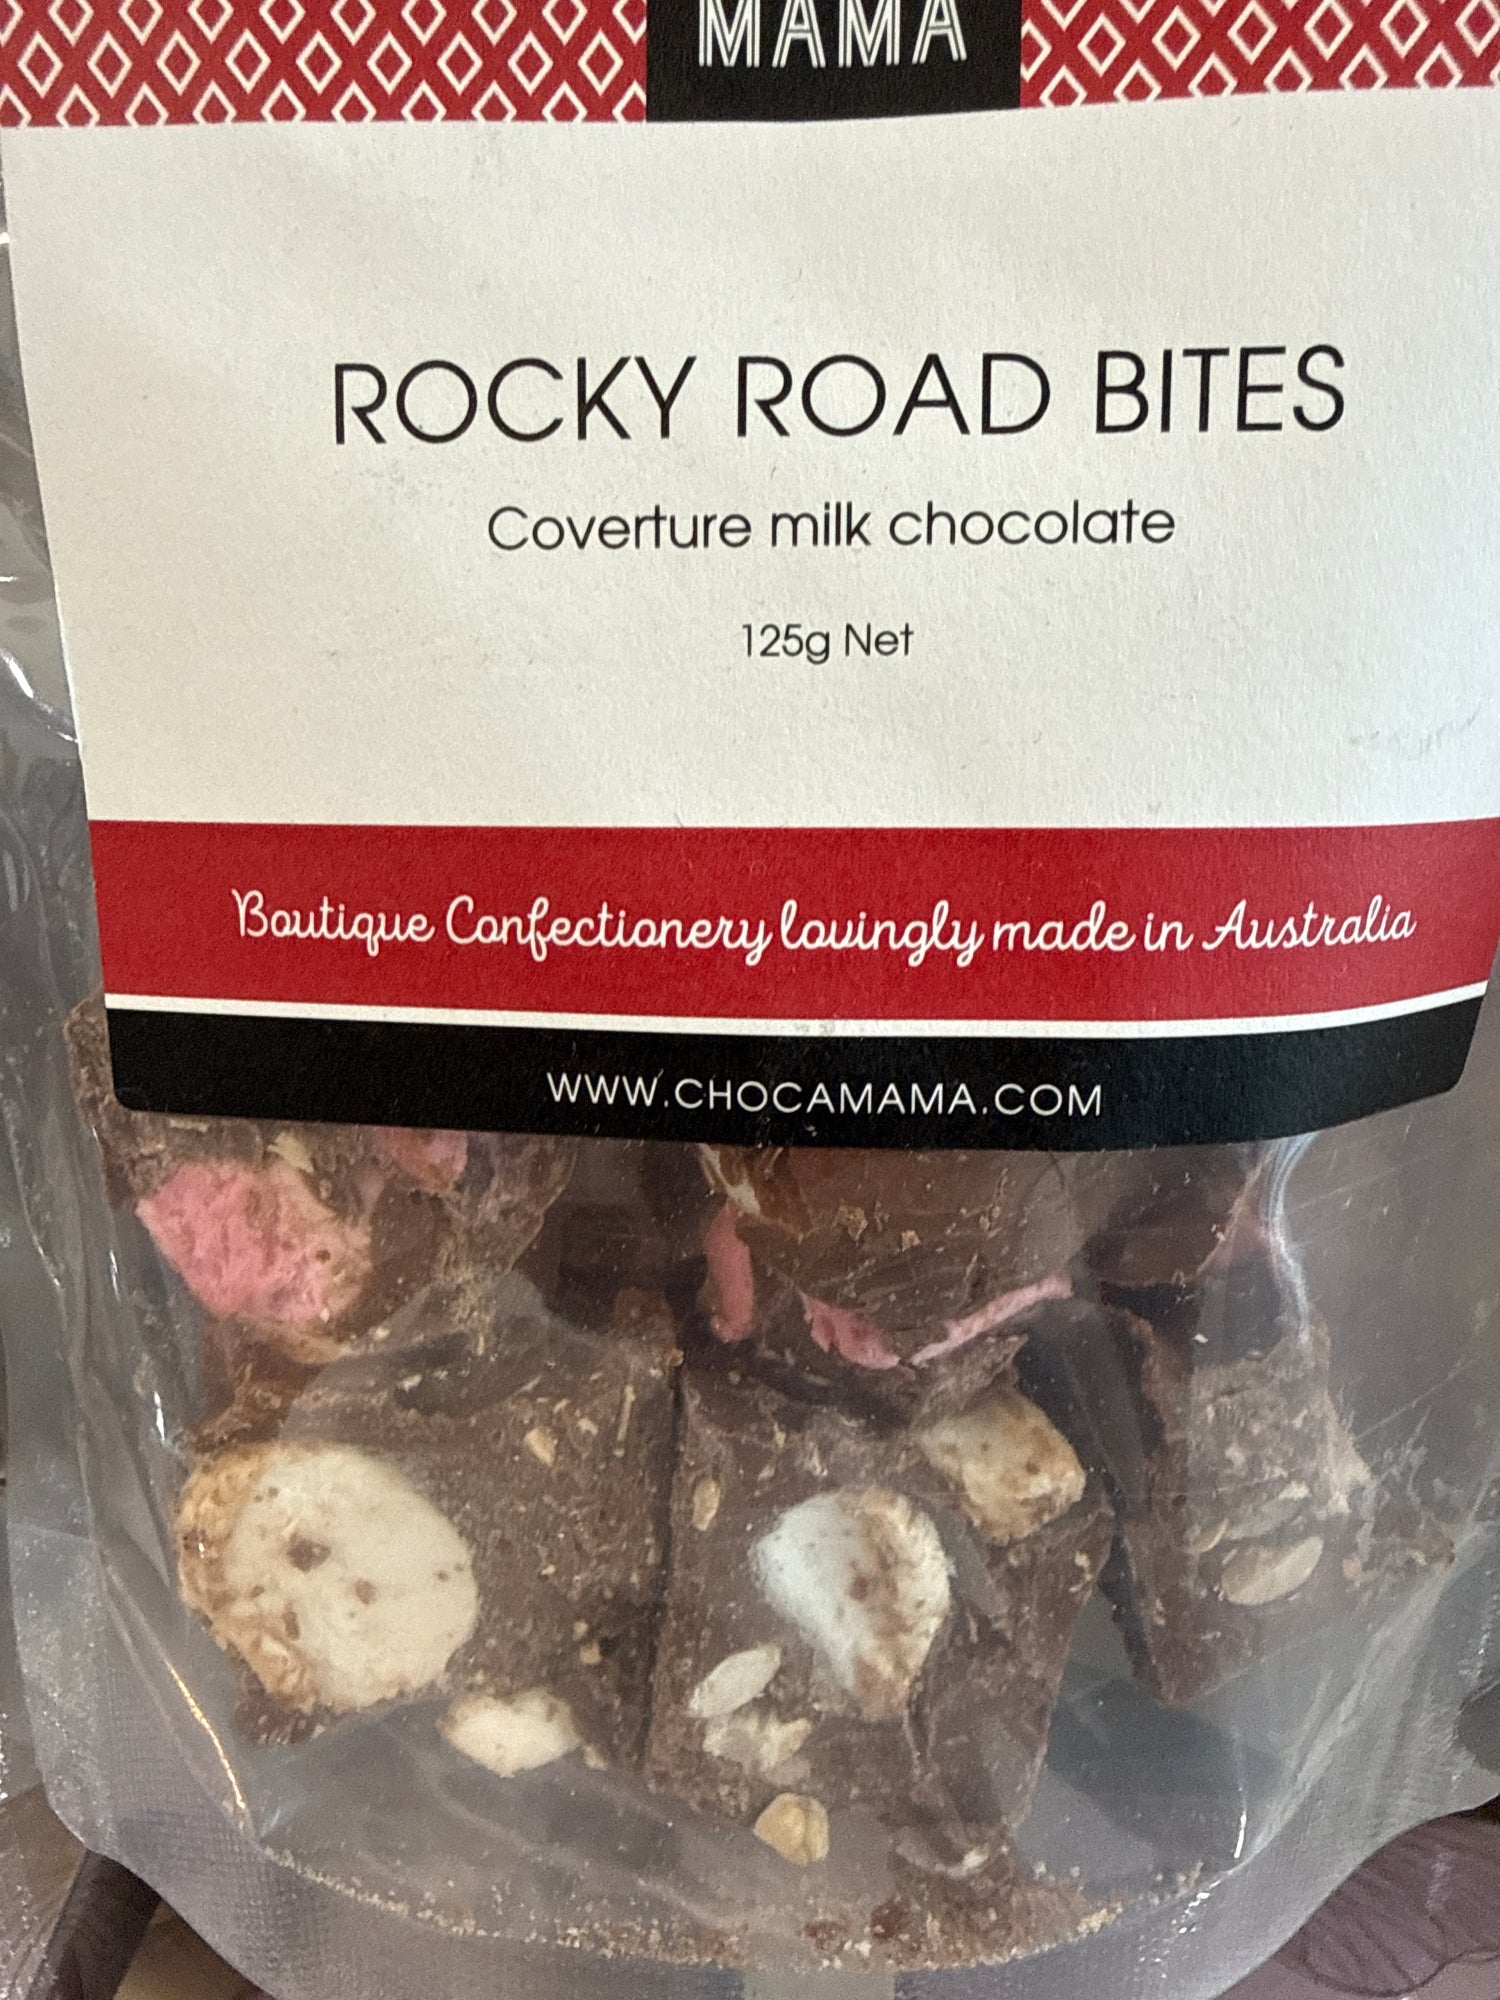 MAMA
ROCKY ROAD BITES
Coverture milk chocolate
125g Net
Boutique Confectionery lovingly made in Australia
WWW.CHOCAMAMA.COM